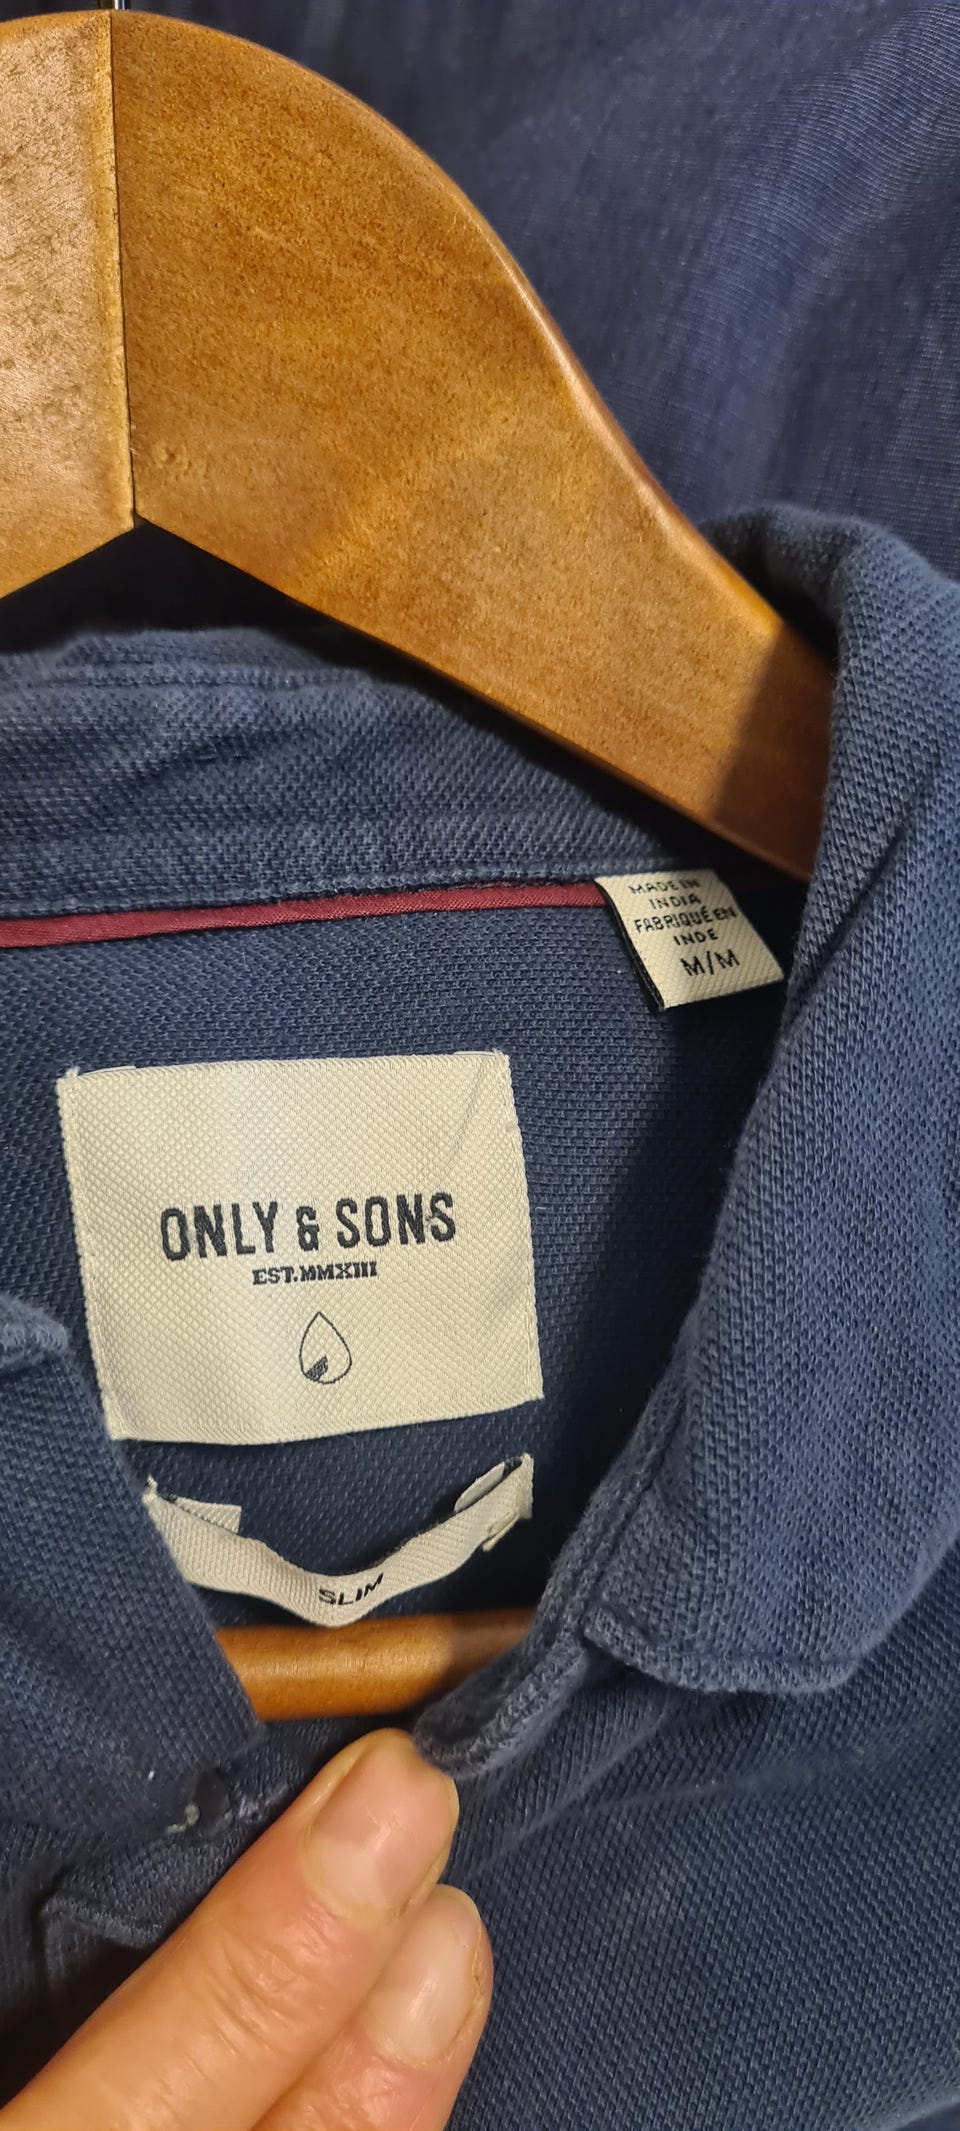 MADE IN
INDIA
FABRIQUÉ EN
INDE
M/M
ONLY & SONS
EST.MMXIII
SLIM